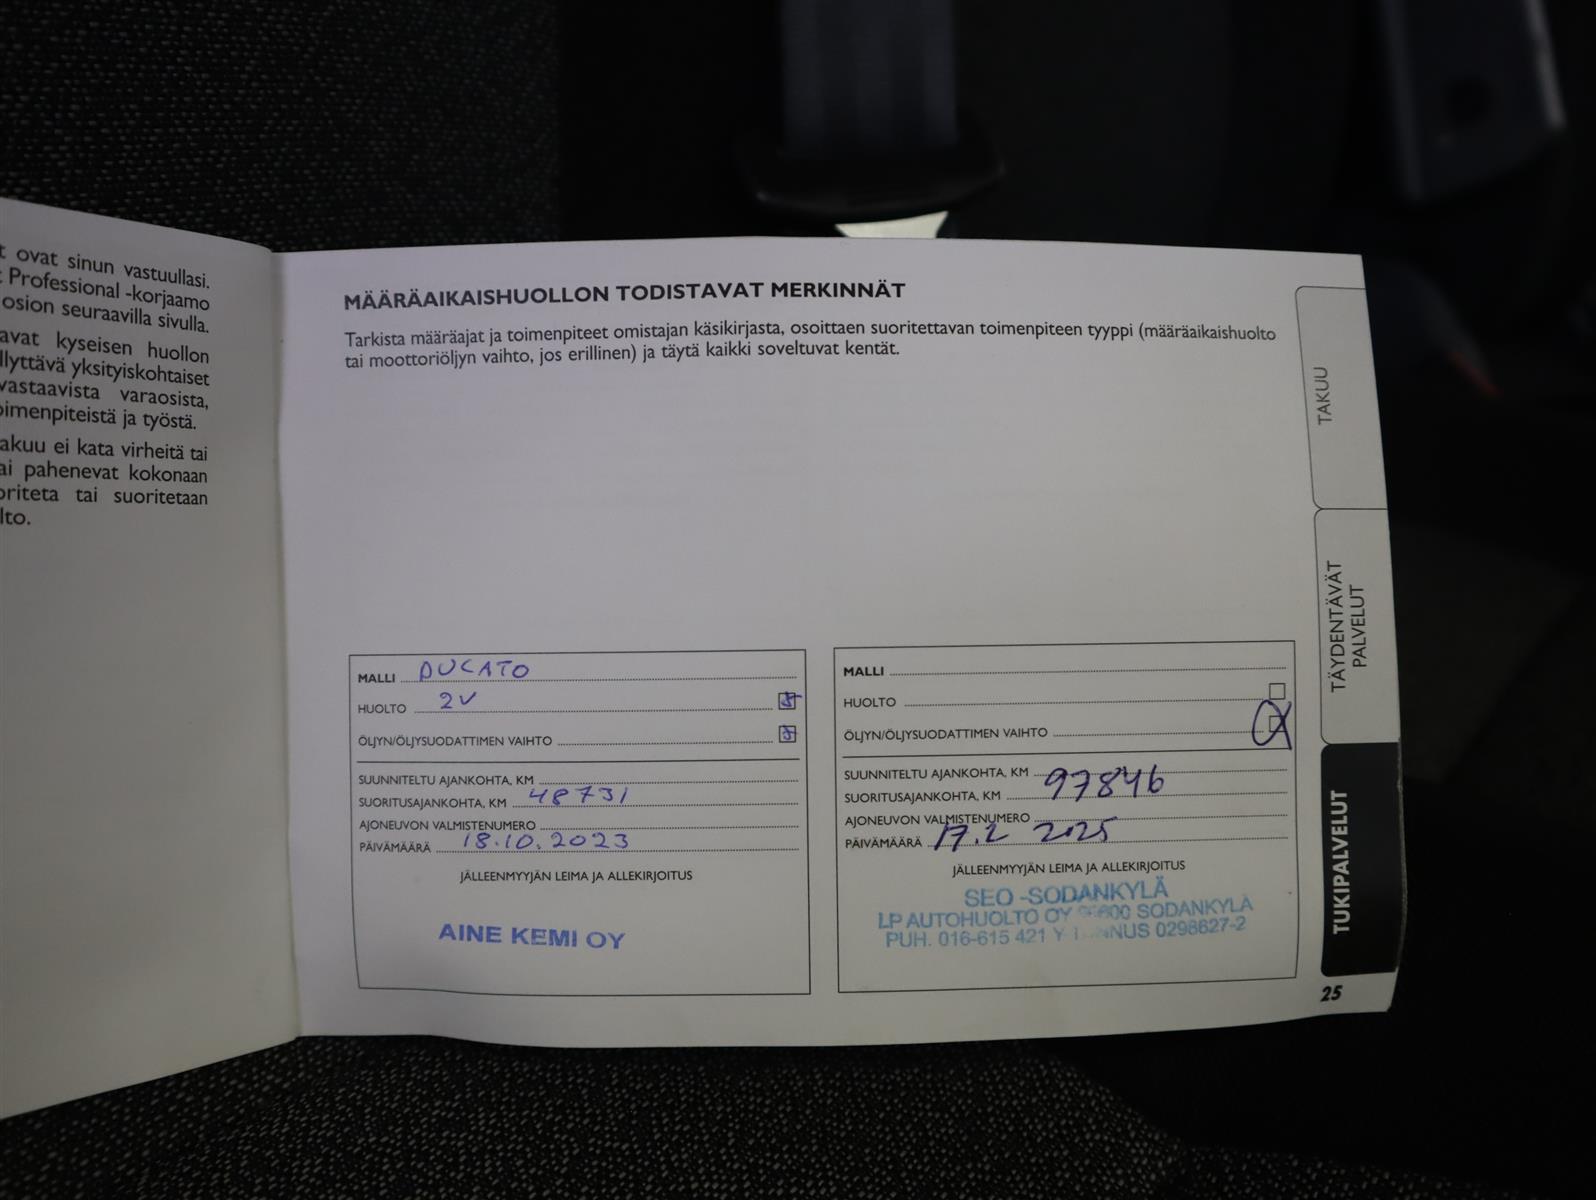 t ovat sinun vastuullasi.
Professional -korjaamo
osion seuraavilla sivulla.
avat kyseisen huollon
llyttävä yksityiskohtaiset
vastaavista varaosista,
oimenpiteistä ja työstä.
akuu ei kata virheitä tai
ai pahenevat kokonaan
oriteta tai suoritetaan
lto.
MÄÄRÄAIKAISHUOLLON TODISTAVAT MERKINNÄT
Tarkista määräajat ja toimenpiteet omistajan käsikirjasta, osoittaen suoritettavan toimenpiteen tyyppi (määräaikaishuolto
tai moottoriöljyn vaihto, jos erillinen) ja täytä kaikki soveltuvat kentät.
MALLI DUCATO
HUOLTO 2V
ÖLJYN/ÖLJYSUODATTIMEN VAIHTO
SUUNNITELTU AJANKOHTA, KM
SUORITUSAJANKOHTA, KM 48731
AJONEUVON VALMISTENUMERO
PÄIVÄMÄÄRÄ 18.10.2023
JÄLLEENMYYJÄN LEIMA JA ALLEKIRJOITUS
AINE KEMI OY
MALLI
HUOLTO
ÖLJYN/ÖLJYSUODATTIMEN VAIHTO
SUUNNITELTU AJANKOHTA, KM
SUORITUSAJANKOHTA, KM 97846
AJONEUVON VALMISTENUMERO
PÄIVÄMÄÄRÄ 17.2 2025
JÄLLEENMYYJÄN LEIMA JA ALLEKIRJOITUS
SEO -SODANKYLÄ
LP AUTOHUOLTO OY SODANKYLÄ
PUH. 016-615 421 0298627-2
TAKUU
TÄYDENTÄVÄT
PALVELUT
TUKIPALVELUT
25